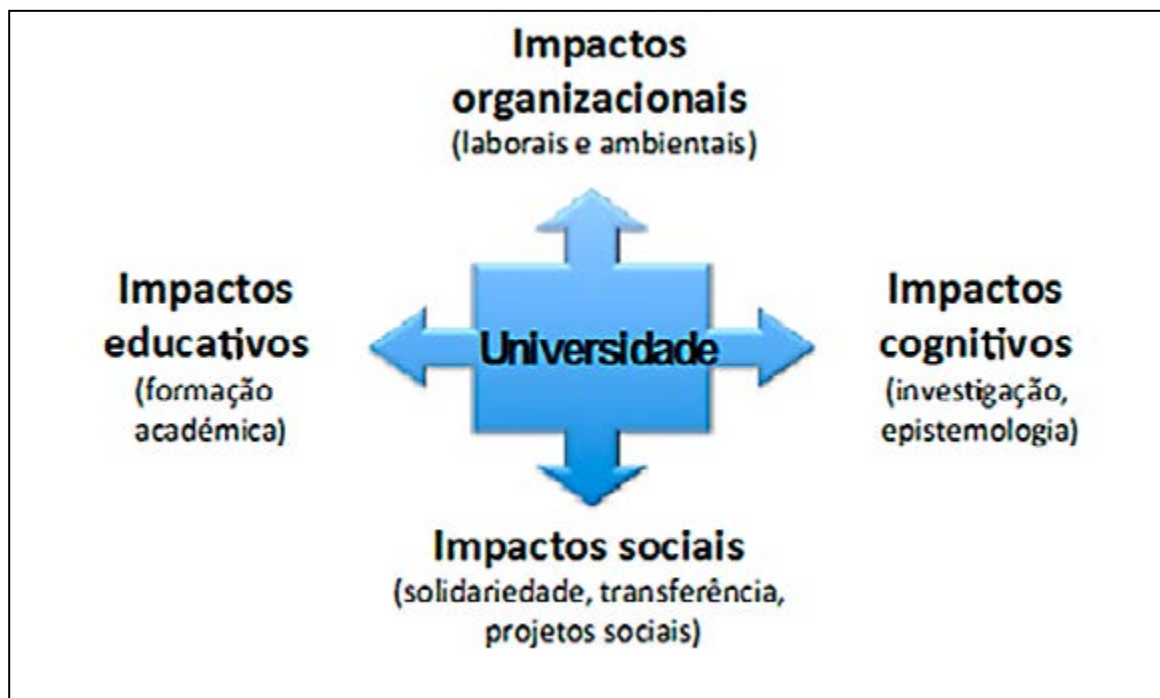 Impactos
organizacionais
(laborais e ambientais)
Impactos
educativos
(formação
académica)
Universidade
Impactos
cognitivos
(investigação,
epistemologia)
Impactos sociais
(solidariedade, transferência,
projetos sociais)